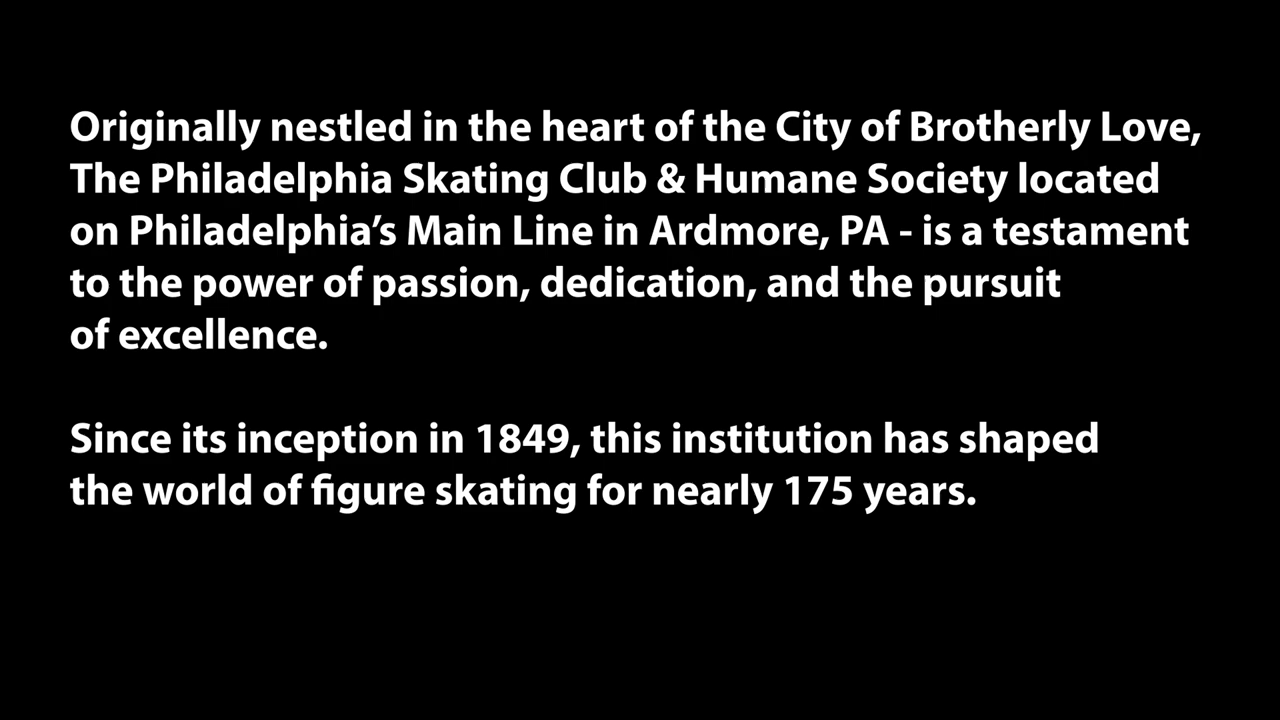 Originally nestled in the heart of the City of Brotherly Love,
The Philadelphia Skating Club & Humane Society located
on Philadelphia’s Main Line in Ardmore, PA - is a testament
to the power of passion, dedication, and the pursuit
of excellence.
Since its inception in 1849, this institution has shaped
the world of figure skating for nearly 175 years.